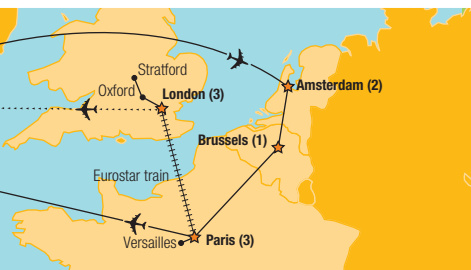 Stratford
Oxford
London (3)
Amsterdam (2)
Brussels (1)
Eurostar train
Versailles
Paris (3)